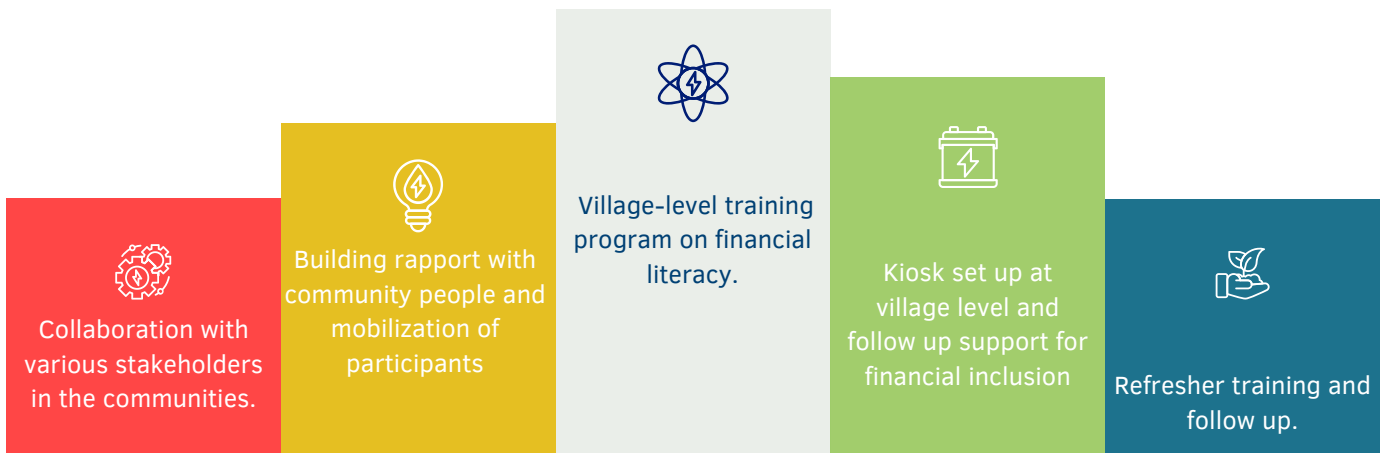 Collaboration with
various stakeholders
in the communities.
Building rapport with
community people and
mobilization of
participants
Village-level training
program on financial
literacy.
Kiosk set up at
village level and
follow up support for
financial inclusion
Refresher training and
follow up.